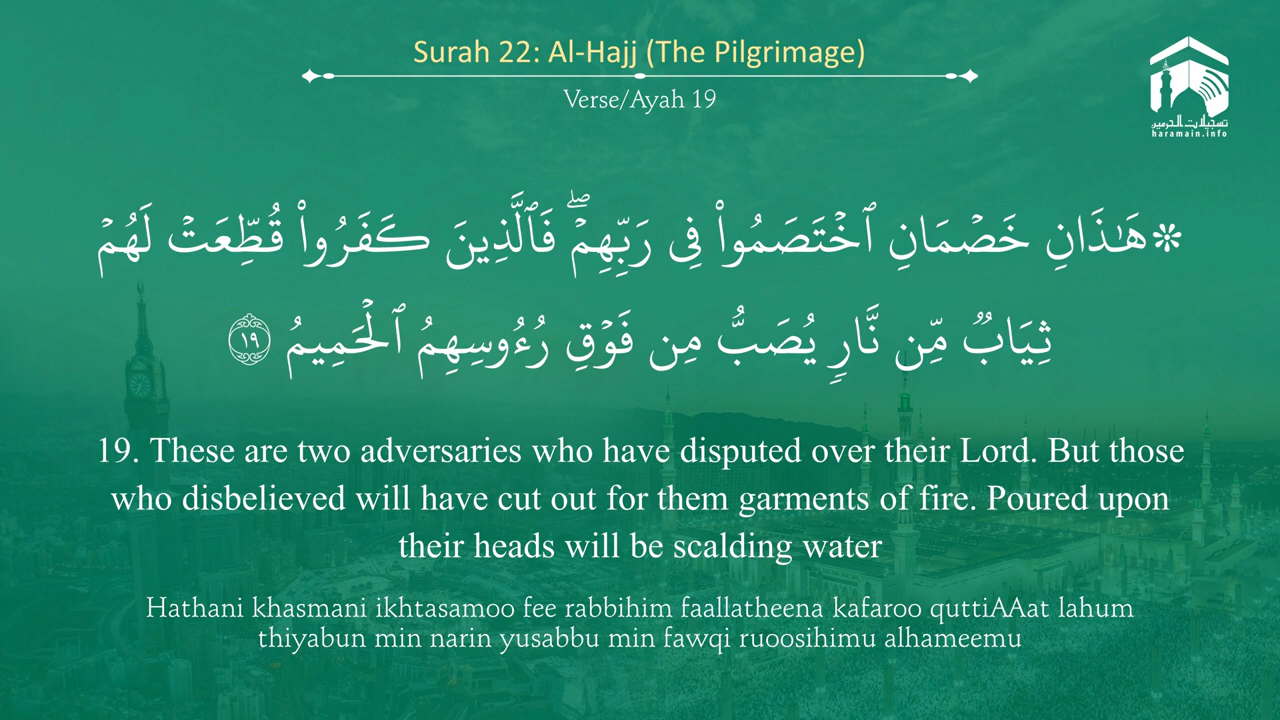 Surah 22: Al-Hajj (The Pilgrimage)
Verse/Ayah 19
تسجيلات الحرمين
haramain.info
۞ هَـٰذَانِ خَصۡمَانِ ٱخۡتَصَمُواْ فِي رَبِّهِمۡۖ فَٱلَّذِينَ كَفَرُواْ قُطِّعَتۡ لَهُمۡ
ثِيَابٞ مِّن نَّارٖ يُصَبُّ مِن فَوۡقِ رُءُوسِهِمُ ٱلۡحَمِيمُ ١٩
19. These are two adversaries who have disputed over their Lord. But those
who disbelieved will have cut out for them garments of fire. Poured upon
their heads will be scalding water
Hathani khasmani ikhtasamoo fee rabbihim faallatheena kafaroo quttiAAat lahum
thiyabun min narin yusabbu min fawqi ruoosihimu alhameemu